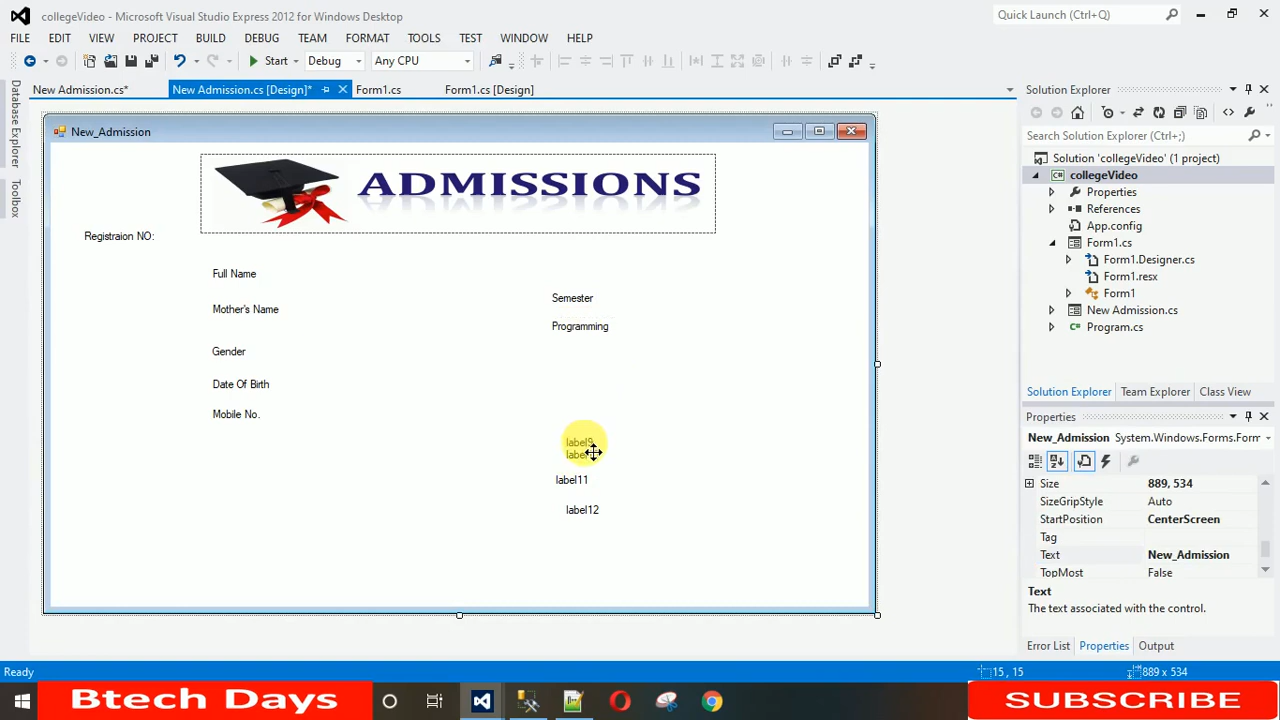 collegeVideo - Microsoft Visual Studio Express 2012 for Windows Desktop
Quick Launch (Ctrl+Q)
FILE EDIT VIEW PROJECT BUILD DEBUG TEAM FORMAT TOOLS TEST WINDOW HELP
Start Debug Any CPU
New Admission.cs* New Admission.cs [Design]* Form1.cs Form1.cs [Design]
Database Explorer
Toolbox
New_Admission
ADMISSIONS
Registraion NO:
Full Name
Mother's Name
Gender
Date Of Birth
Mobile No.
Semester
Programming
label9
label11
label12
Solution Explorer
Search Solution Explorer (Ctrl+;)
Solution 'collegeVideo' (1 project)
collegeVideo
Properties
References
App.config
Form1.cs
Form1.Designer.cs
Form1.resx
Form1
New Admission.cs
Program.cs
Solution Explorer Team Explorer Class View
Properties
New_Admission System.Windows.Forms.Form
Size 889, 534
SizeGripStyle Auto
StartPosition CenterScreen
Tag
Text New_Admission
TopMost False
Text
The text associated with the control.
Error List Properties Output
Ready
15, 15
889 x 534
Btech Days
SUBSCRIBE